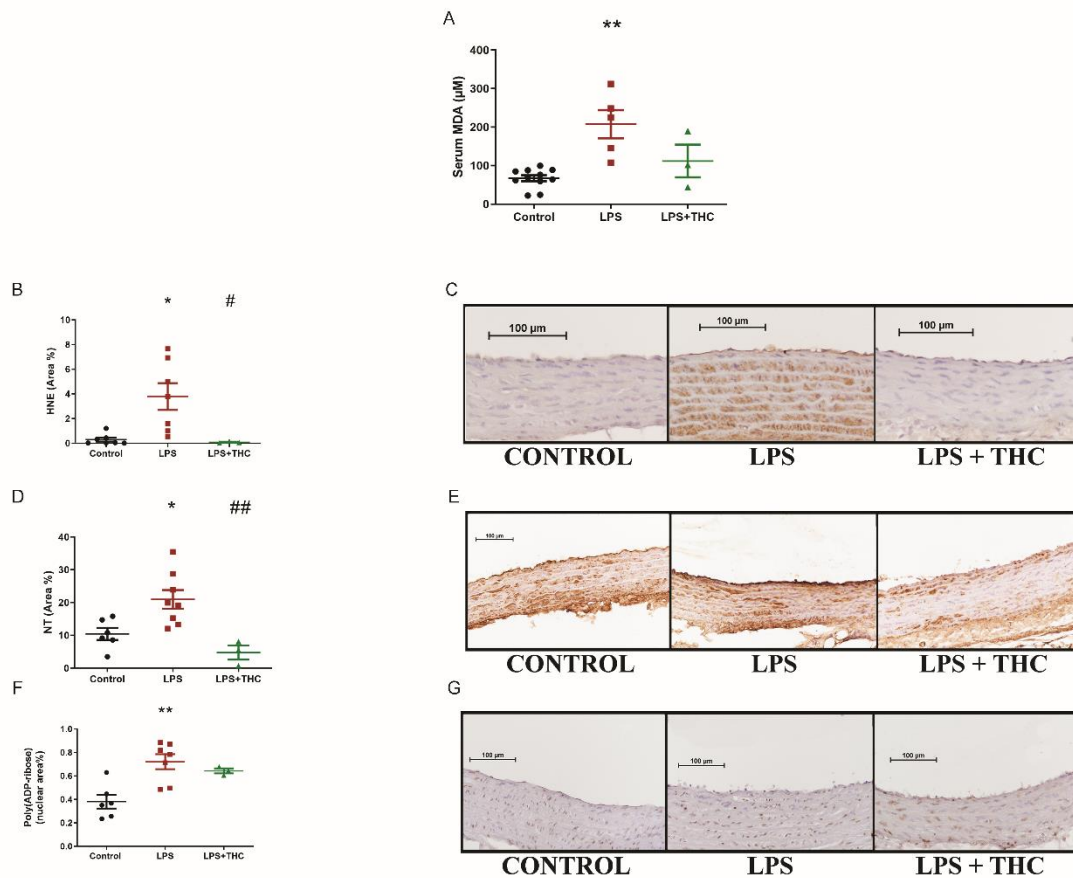 A
**
Serum MDA (µM)
400
300
200
100
0
Control LPS LPS+THC
B
* #
HNE (Area %)
10
8
6
4
2
0
Control LPS LPS+THC
C
100 µm 100 µm 100 µm
CONTROL LPS LPS + THC
D
* ##
NT (Area %)
40
30
20
10
0
Control LPS LPS+THC
E
100 µm 100 µm 100 µm
CONTROL LPS LPS + THC
F
**
Poly(ADP-ribose)
(nuclear area%)
1.0
0.8
0.6
0.4
0.2
0.0
Control LPS LPS+THC
G
100 µm 100 µm 100 µm
CONTROL LPS LPS + THC